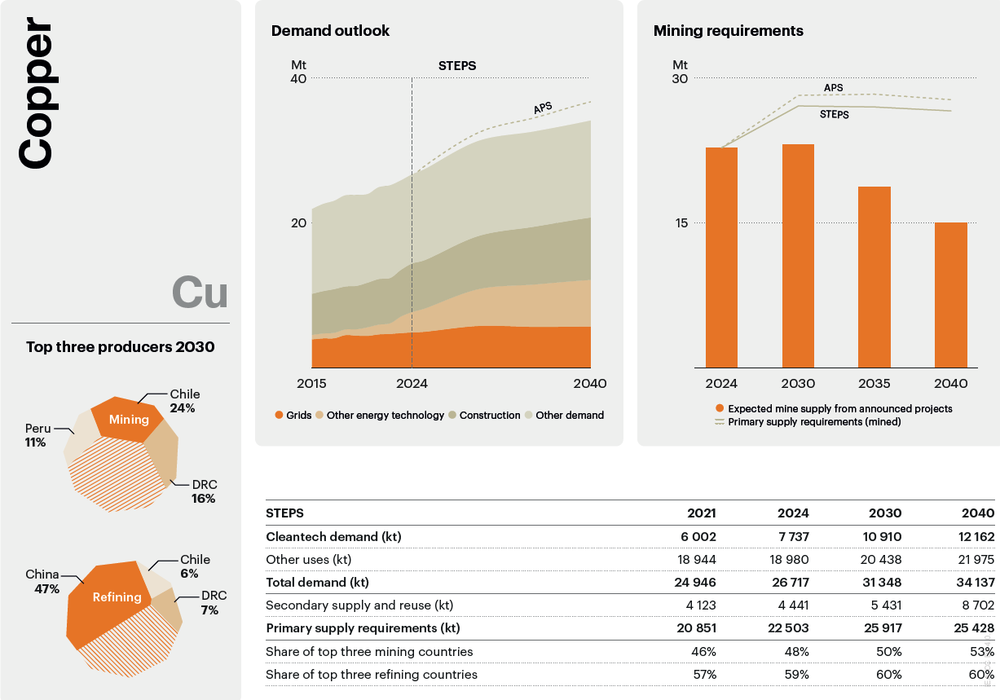 Copper
Cu
Top three producers 2030
Chile
24%
Mining
Peru
11%
DRC
16%
Chile
6%
China
47%
Refining
DRC
7%
Demand outlook
Mt
STEPS
40
APS
20
2015 2024 2040
Grids Other energy technology Construction Other demand
Mining requirements
Mt
30
APS
STEPS
15
2024 2030 2035 2040
Expected mine supply from announced projects
Primary supply requirements (mined)
STEPS 2021 2024 2030 2040
Cleantech demand (kt) 6 002 7 737 10 910 12 162
Other uses (kt) 18 944 18 980 20 438 21 975
Total demand (kt) 24 946 26 717 31 348 34 137
Secondary supply and reuse (kt) 4 123 4 441 5 431 8 702
Primary supply requirements (kt) 20 851 22 503 25 917 25 428
Share of top three mining countries 46% 48% 50% 53%
Share of top three refining countries 57% 59% 60% 60%